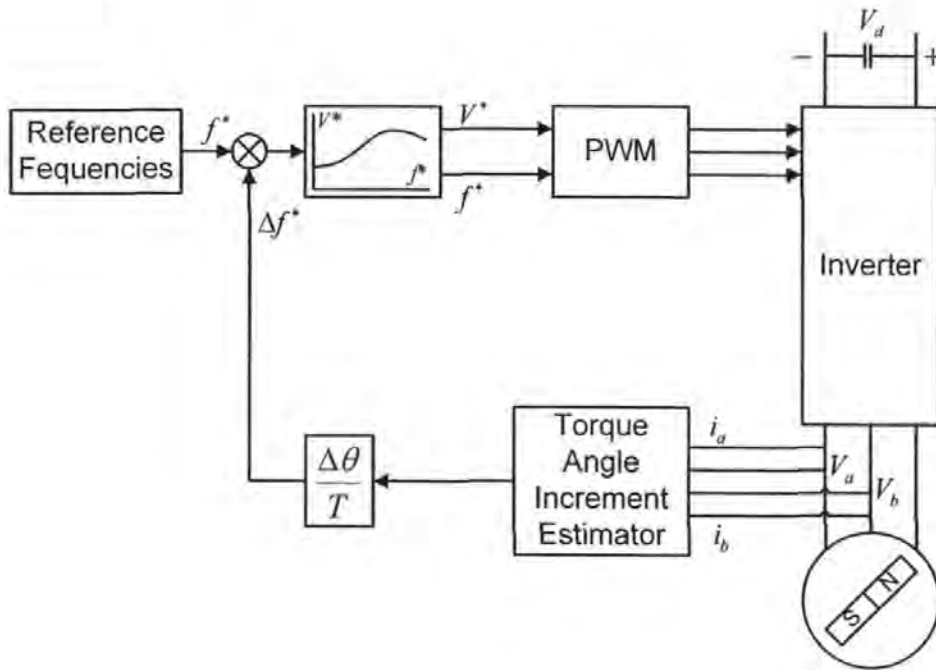 V_d
− +
Reference
Fequencies
f*
V*
f*
V*
f*
PWM
Inverter
Δf*
Δθ
T
Torque
Angle
Increment
Estimator
i_a
V_a
V_b
i_b
S N